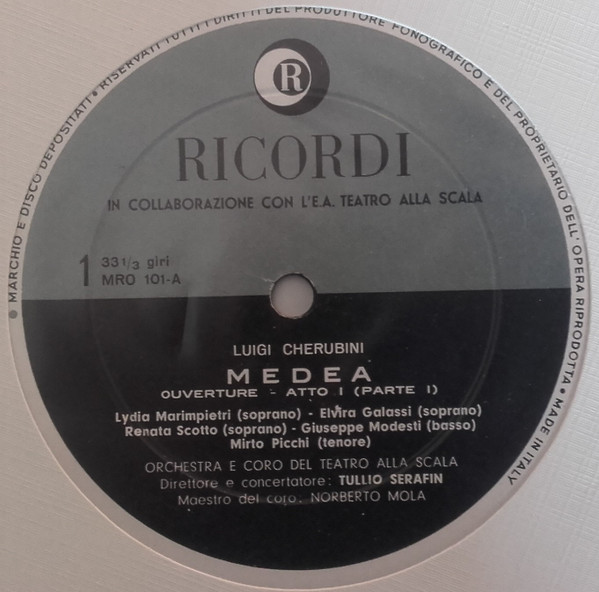 MARCHIO E DISCO DEPOSITATI • RISERVATI TUTTI I DIRITTI DEL PRODUTTORE FONOGRAFICO E DEL PROPRIETARIO DELL'OPERA RIPRODOTTA • MADE IN ITALY
R
RICORDI
IN COLLABORAZIONE CON L'E.A. TEATRO ALLA SCALA
1 33 1/3 giri
MRO 101-A
LUIGI CHERUBINI
MEDEA
OUVERTURE - ATTO I (PARTE I)
Lydia Marimpietri (soprano) - Elvira Galassi (soprano)
Renata Scotto (soprano) - Giuseppe Modesti (basso)
Mirto Picchi (tenore)
ORCHESTRA E CORO DEL TEATRO ALLA SCALA
Direttore e concertatore: TULLIO SERAFIN
Maestro del coro: NORBERTO MOLA